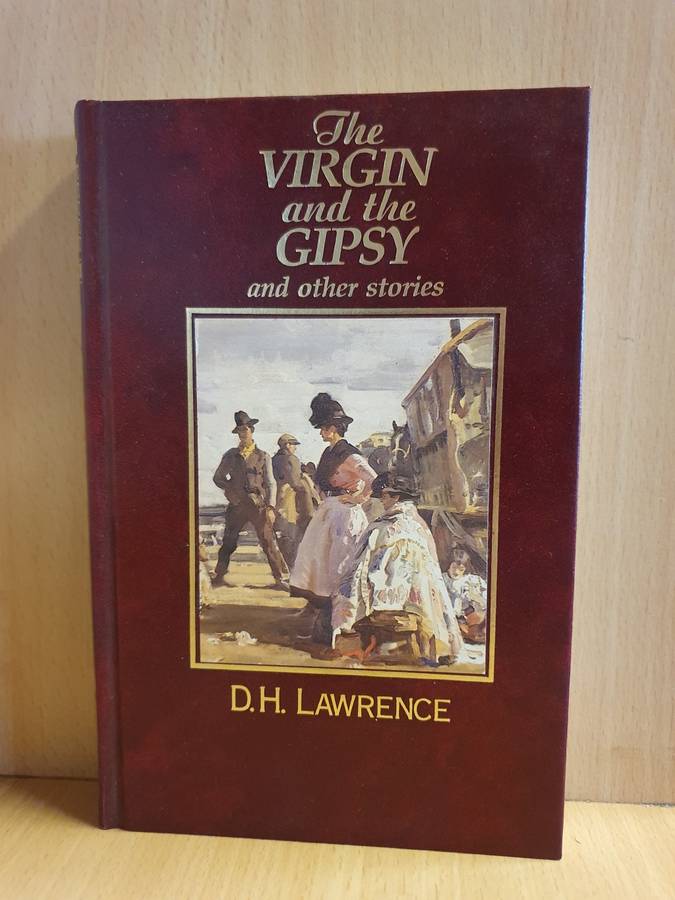 The
VIRGIN
and the
GIPSY
and other stories
D.H. LAWRENCE